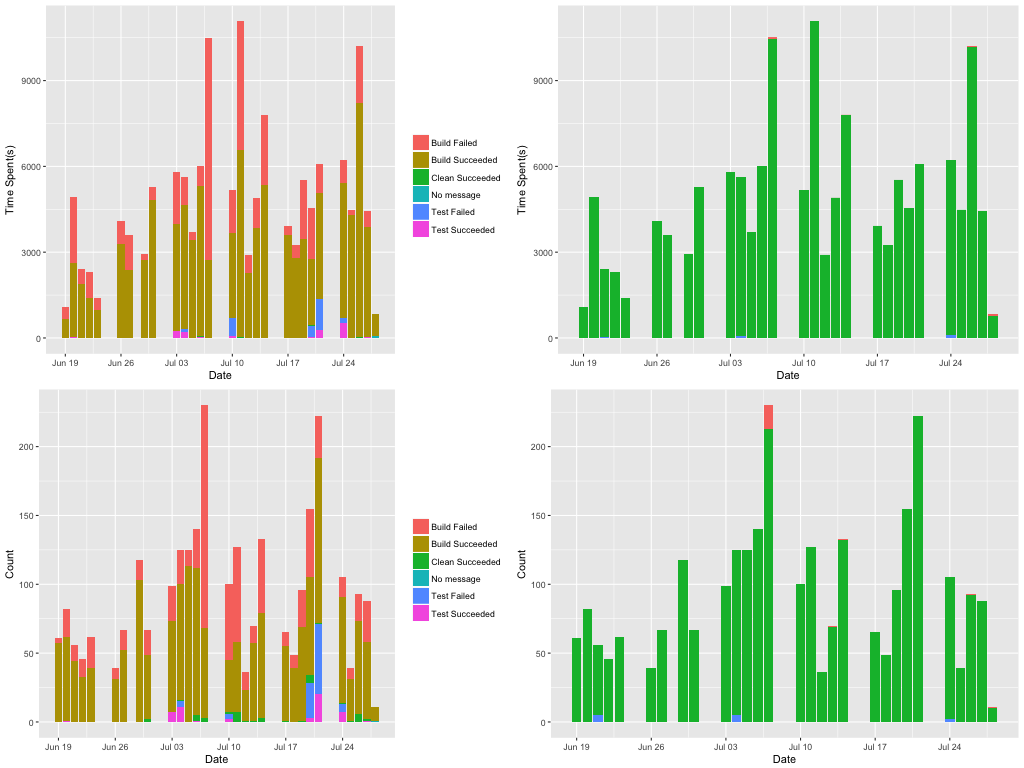 9000
6000
3000
0
Time Spent(s)
Jun 19 Jun 26 Jul 03 Jul 10 Jul 17 Jul 24
Date
Build Failed
Build Succeeded
Clean Succeeded
No message
Test Failed
Test Succeeded
9000
6000
3000
0
Time Spent(s)
Jun 19 Jun 26 Jul 03 Jul 10 Jul 17 Jul 24
Date
200
150
100
50
0
Count
Jun 19 Jun 26 Jul 03 Jul 10 Jul 17 Jul 24
Date
Build Failed
Build Succeeded
Clean Succeeded
No message
Test Failed
Test Succeeded
200
150
100
50
0
Count
Jun 19 Jun 26 Jul 03 Jul 10 Jul 17 Jul 24
Date